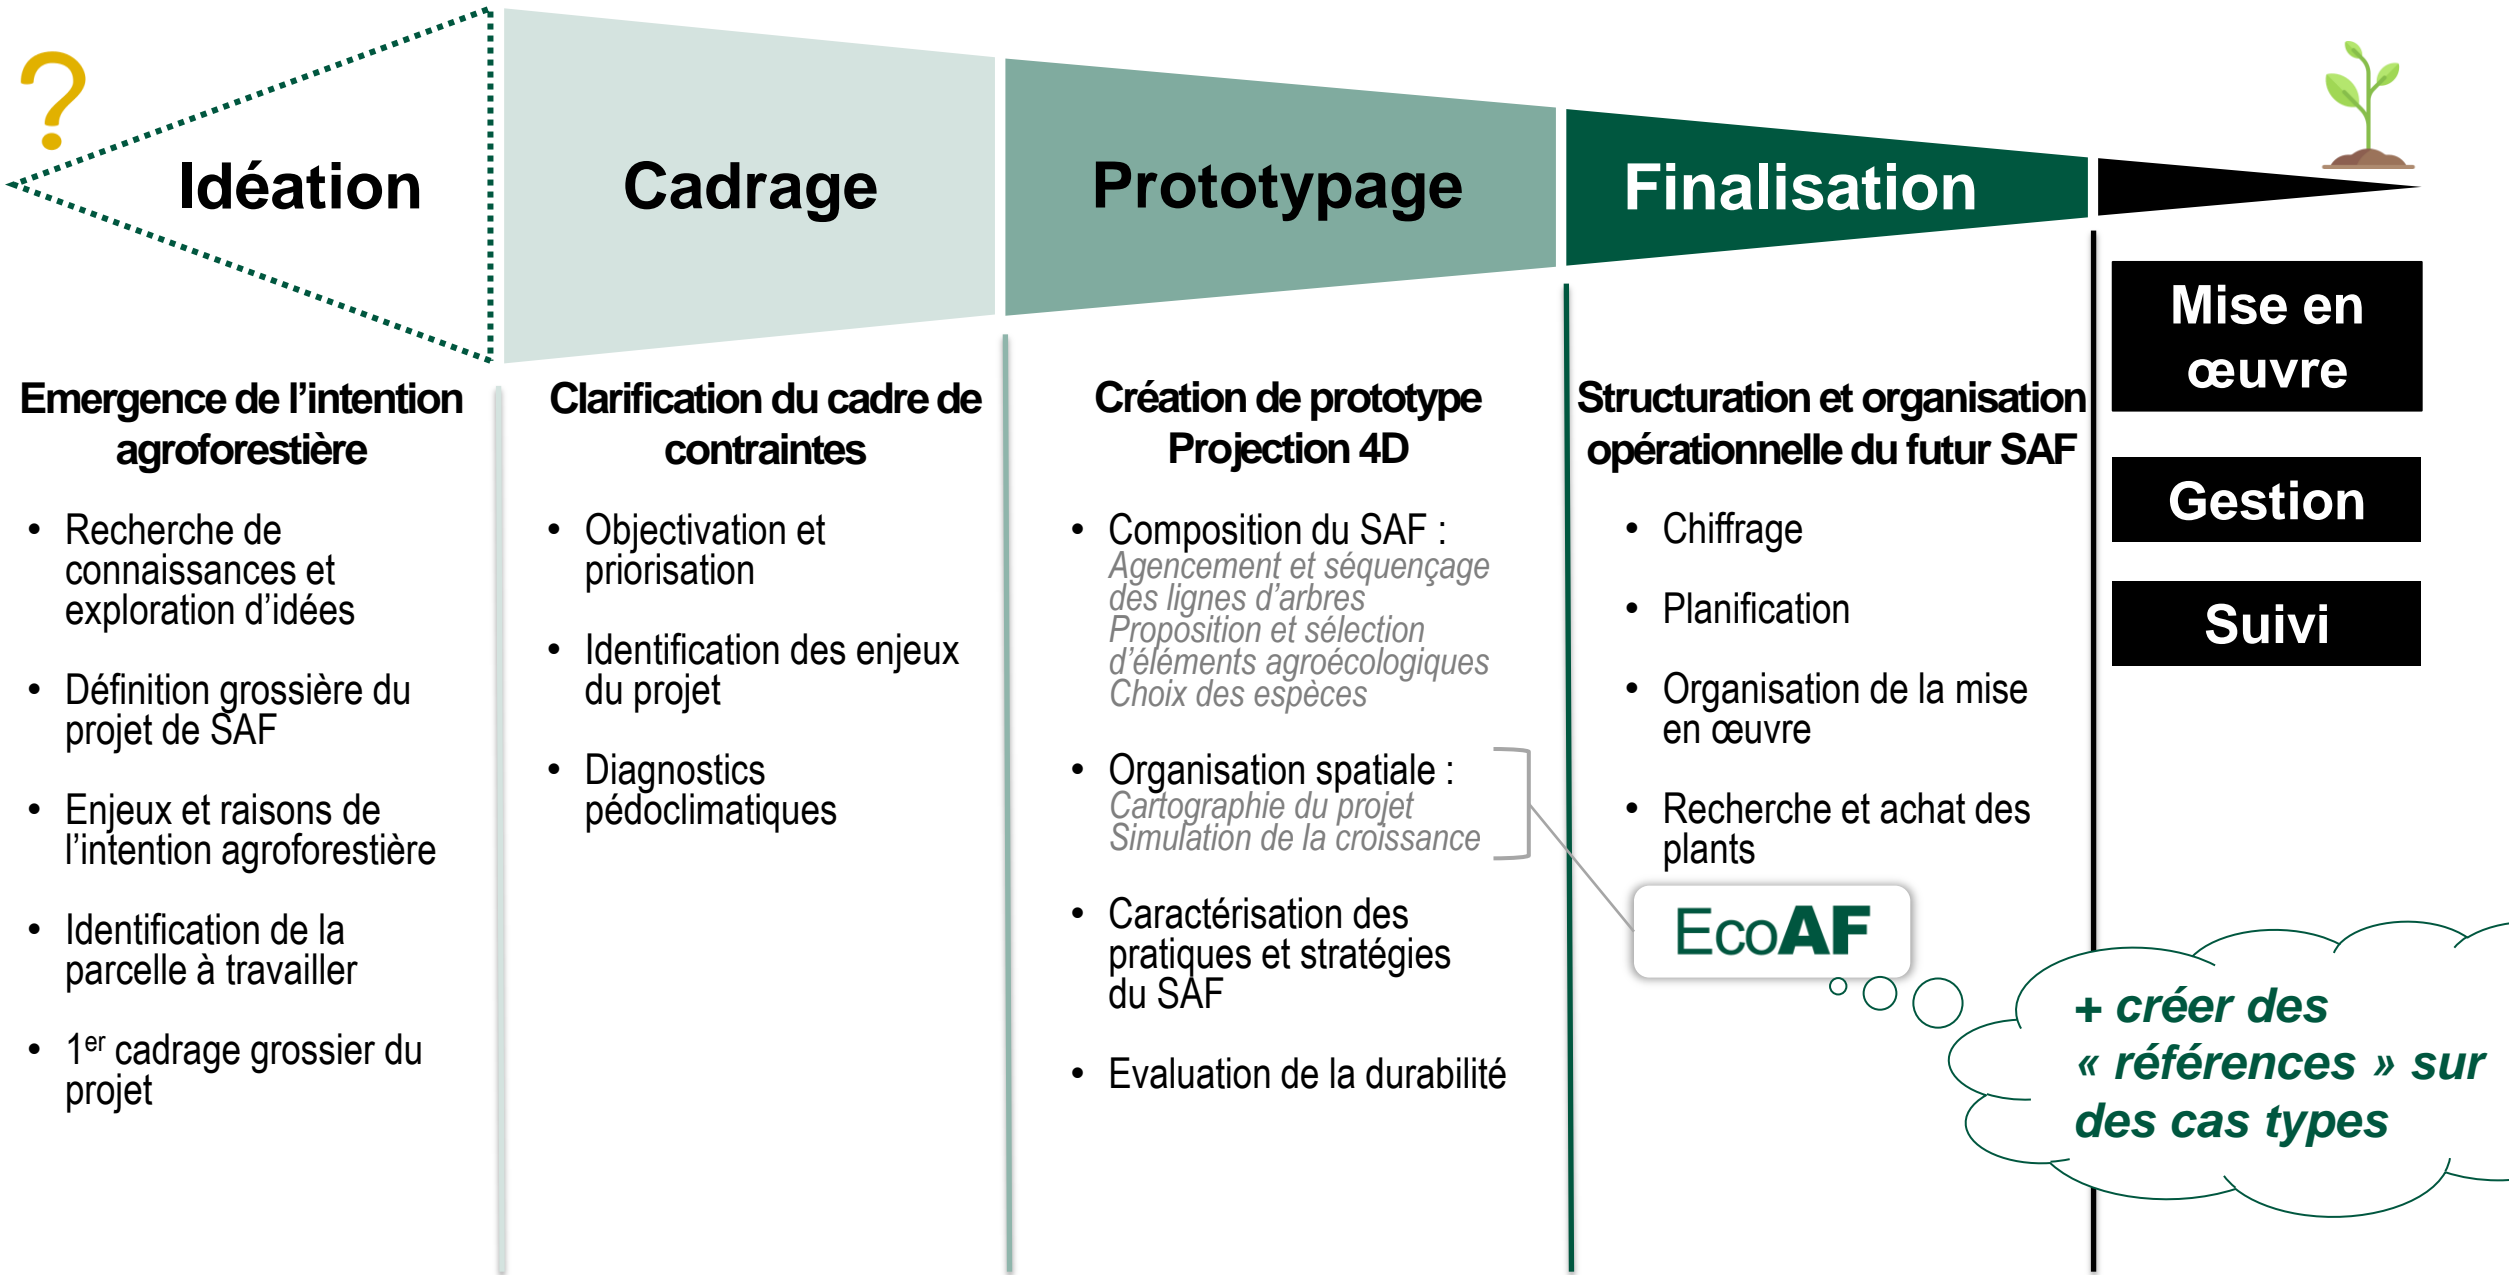 ?
Idéation
Cadrage
Prototypage
Finalisation
Emergence de l’intention
agroforestière
• Recherche de
connaissances et
exploration d’idées
• Définition grossière du
projet de SAF
• Enjeux et raisons de
l’intention agroforestière
• Identification de la
parcelle à travailler
• 1er cadrage grossier du
projet
Clarification du cadre de
contraintes
• Objectivation et
priorisation
• Identification des enjeux
du projet
• Diagnostics
pédoclimatiques
Création de prototype
Projection 4D
• Composition du SAF :
Agencement et séquençage
des lignes d’arbres
Proposition et sélection
d’éléments agroécologiques
Choix des espèces
• Organisation spatiale :
Cartographie du projet
Simulation de la croissance
• Caractérisation des
pratiques et stratégies
du SAF
• Evaluation de la durabilité
Structuration et organisation
opérationnelle du futur SAF
• Chiffrage
• Planification
• Organisation de la mise
en œuvre
• Recherche et achat des
plants
EcoAF
Mise en
œuvre
Gestion
Suivi
+ créer des
« références » sur
des cas types